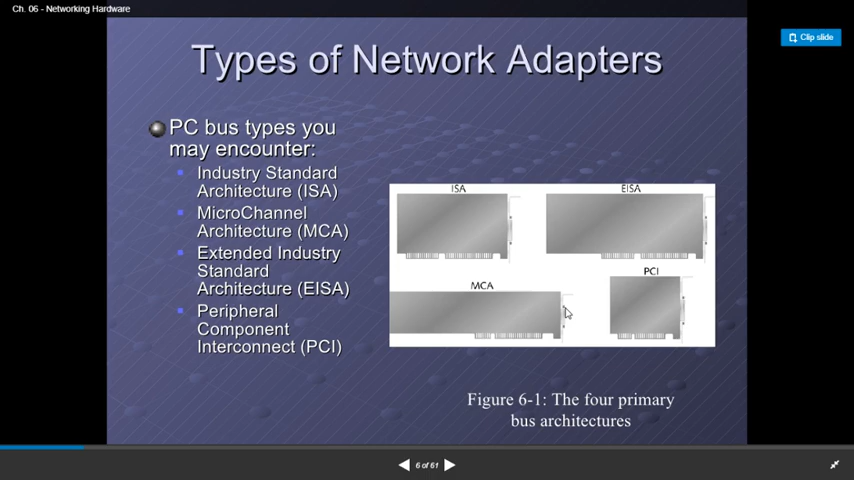 Ch. 06 - Networking Hardware
Clip slide
Types of Network Adapters
PC bus types you
may encounter:
Industry Standard
Architecture (ISA)
MicroChannel
Architecture (MCA)
Extended Industry
Standard
Architecture (EISA)
Peripheral
Component
Interconnect (PCI)
ISA
EISA
MCA
PCI
Figure 6-1: The four primary
bus architectures
6 of 61